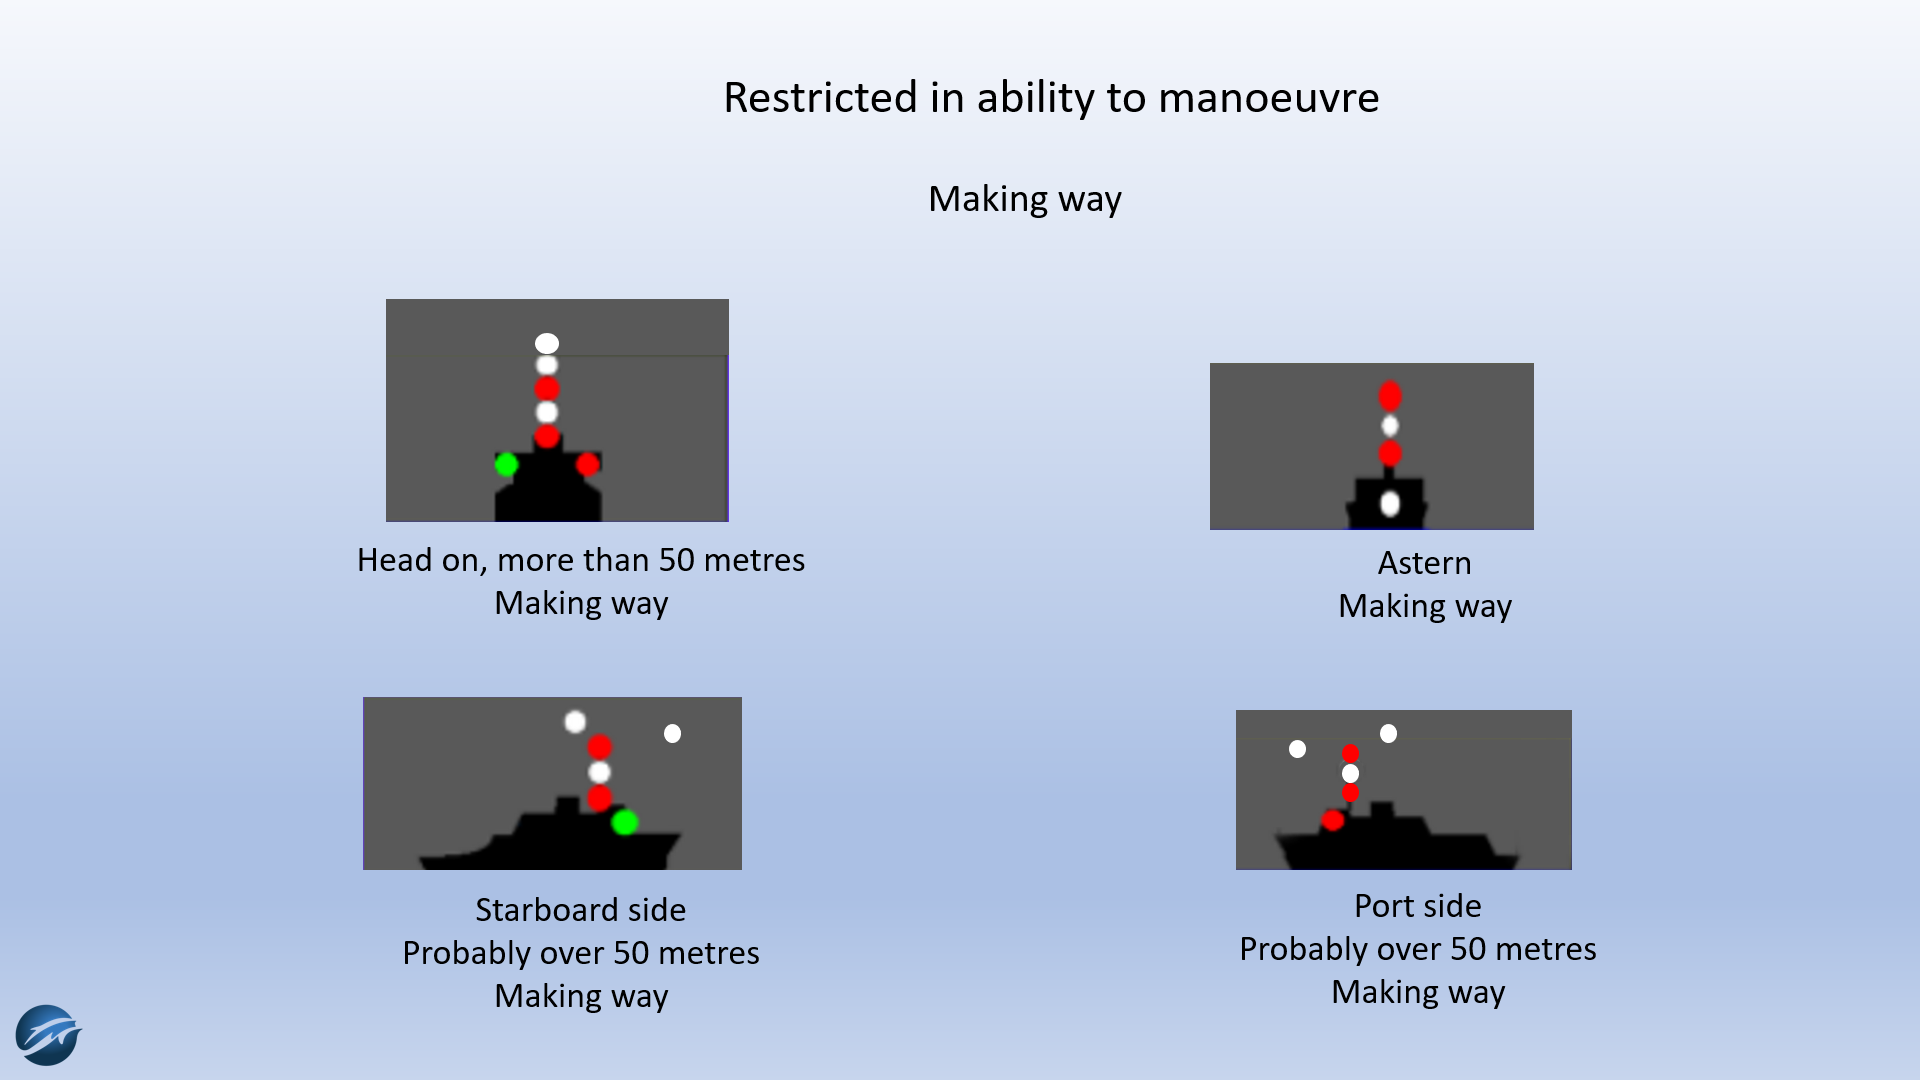 Restricted in ability to manoeuvre
Making way
Head on, more than 50 metres
Making way
Astern
Making way
Starboard side
Probably over 50 metres
Making way
Port side
Probably over 50 metres
Making way